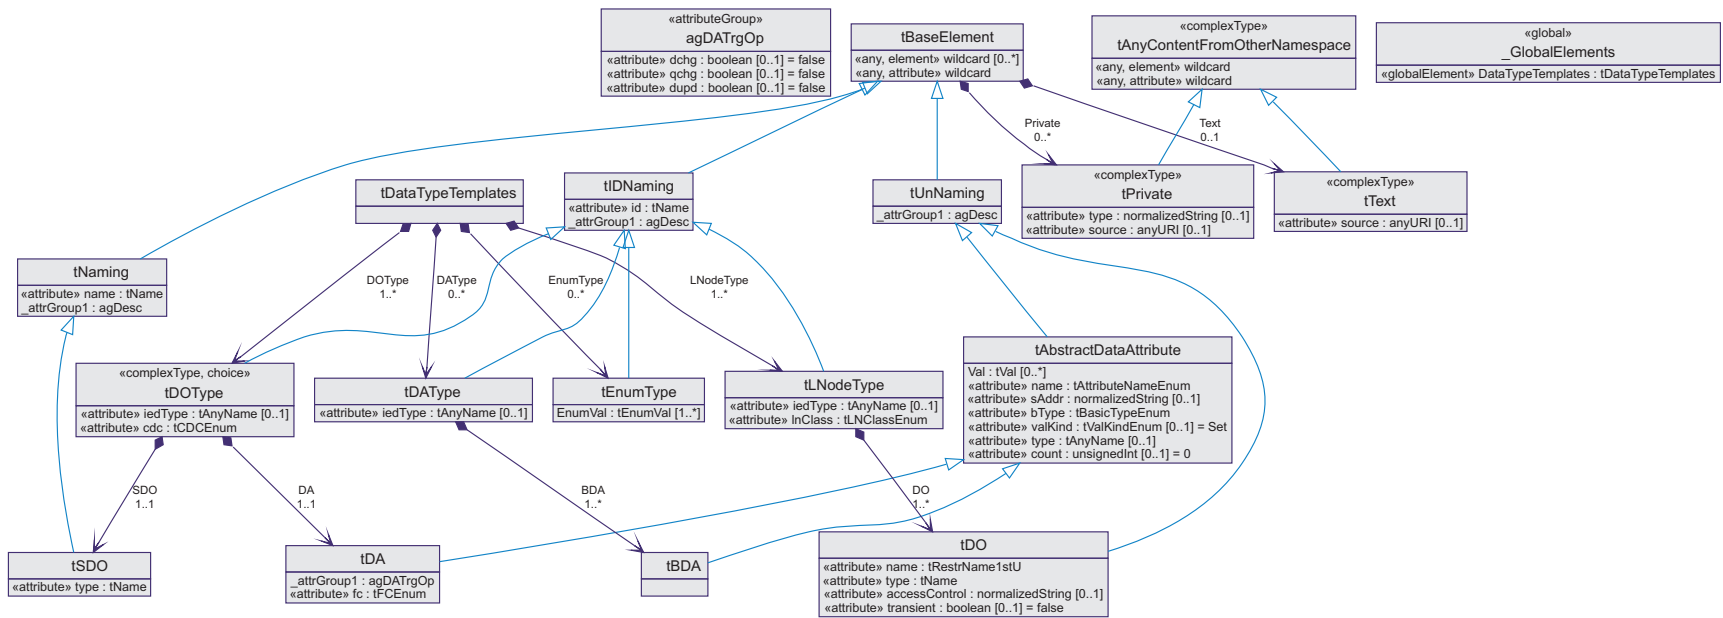 «attributeGroup»
agDATrgOp
«attribute» dchg : boolean [0..1] = false
«attribute» qchg : boolean [0..1] = false
«attribute» dupd : boolean [0..1] = false
tBaseElement
«any, element» wildcard [0..*]
«any, attribute» wildcard
«complexType»
tAnyContentFromOtherNamespace
«any, element» wildcard
«any, attribute» wildcard
«global»
_GlobalElements
«globalElement» DataTypeTemplates : tDataTypeTemplates
Private
0..*
Text
0..1
tDataTypeTemplates
tIDNaming
«attribute» id : tName
_attrGroup1 : agDesc
tUnNaming
_attrGroup1 : agDesc
«complexType»
tPrivate
«attribute» type : normalizedString [0..1]
«attribute» source : anyURI [0..1]
«complexType»
tText
«attribute» source : anyURI [0..1]
tNaming
«attribute» name : tName
_attrGroup1 : agDesc
DOType
1..*
DAType
0..*
EnumType
0..*
LNodeType
1..*
«complexType, choice»
tDOType
«attribute» iedType : tAnyName [0..1]
«attribute» cdc : tCDCEnum
tDAType
«attribute» iedType : tAnyName [0..1]
tEnumType
EnumVal : tEnumVal [1..*]
tLNodeType
«attribute» iedType : tAnyName [0..1]
«attribute» lnClass : tLNClassEnum
tAbstractDataAttribute
Val : tVal [0..*]
«attribute» name : tAttributeNameEnum
«attribute» sAddr : normalizedString [0..1]
«attribute» bType : tBasicTypeEnum
«attribute» valKind : tValKindEnum [0..1] = Set
«attribute» type : tAnyName [0..1]
«attribute» count : unsignedInt [0..1] = 0
SDO
1..1
DA
1..1
BDA
1..*
DO
1..*
tSDO
«attribute» type : tName
tDA
_attrGroup1 : agDATrgOp
«attribute» fc : tFCEnum
tBDA
tDO
«attribute» name : tRestrName1stU
«attribute» type : tName
«attribute» accessControl : normalizedString [0..1]
«attribute» transient : boolean [0..1] = false